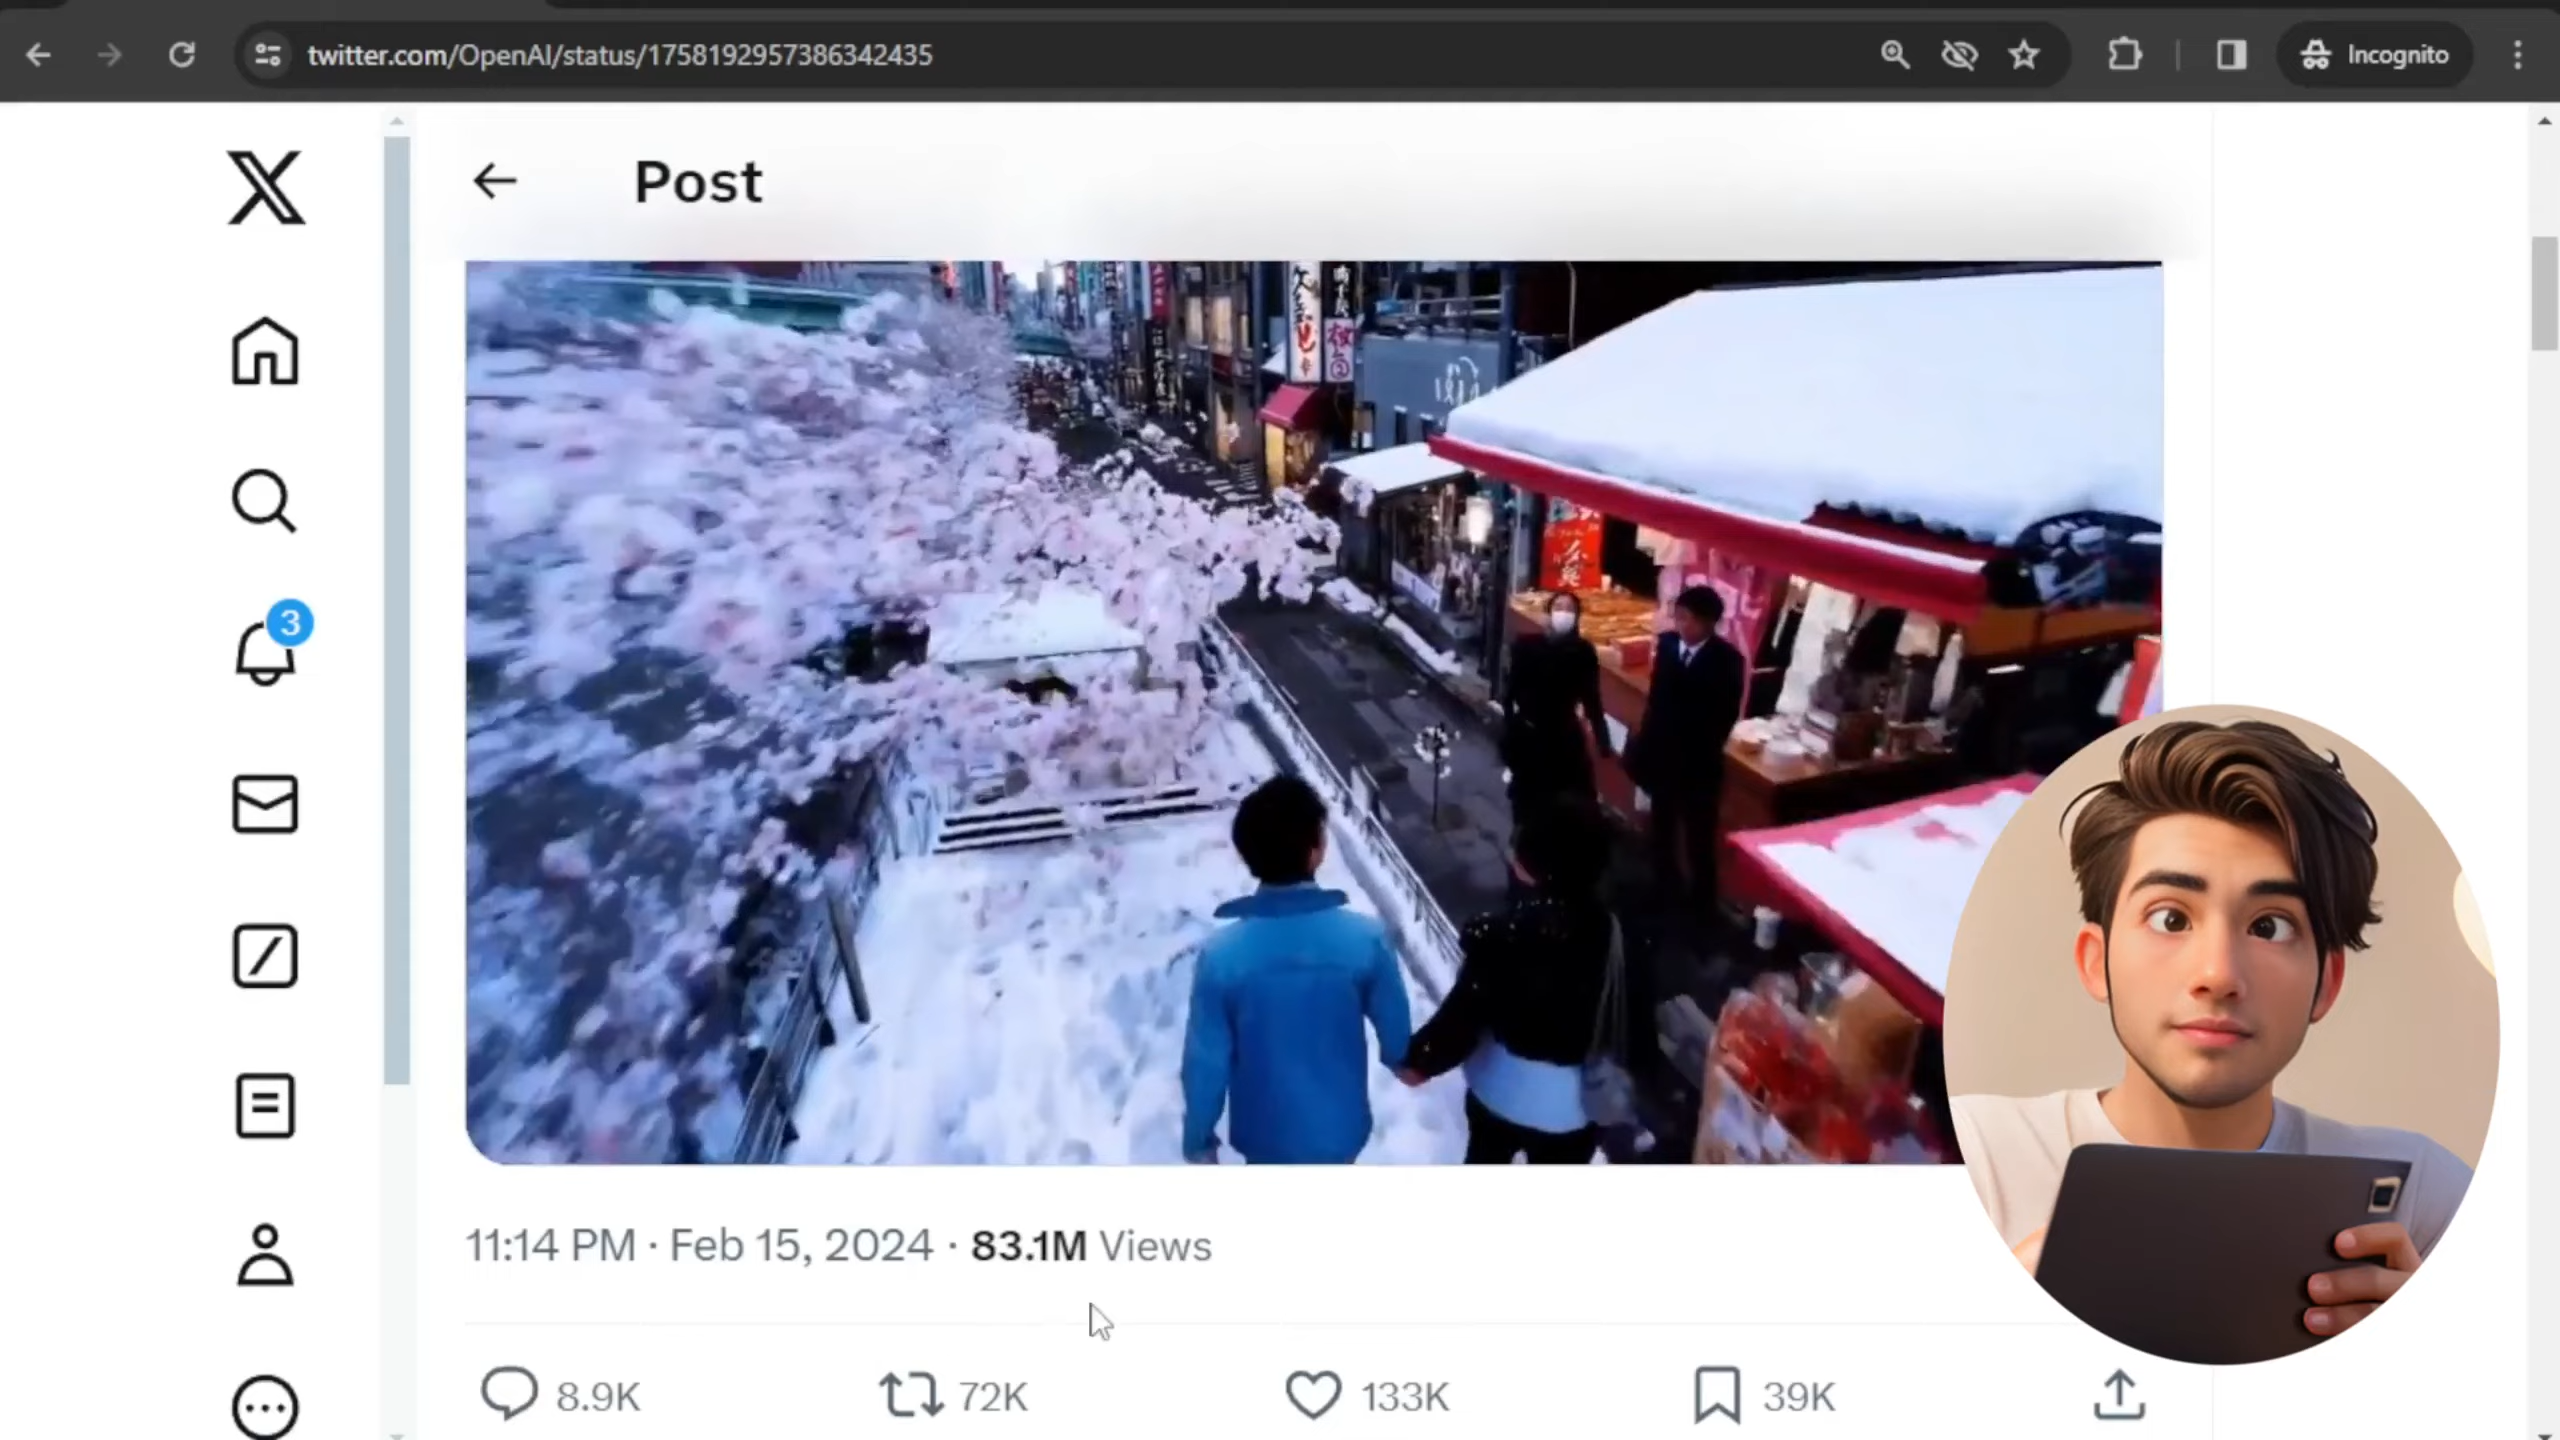 twitter.com/OpenAI/status/1758192957386342435
Incognito
Post
3
11:14 PM · Feb 15, 2024 · 83.1M Views
8.9K
72K
133K
39K